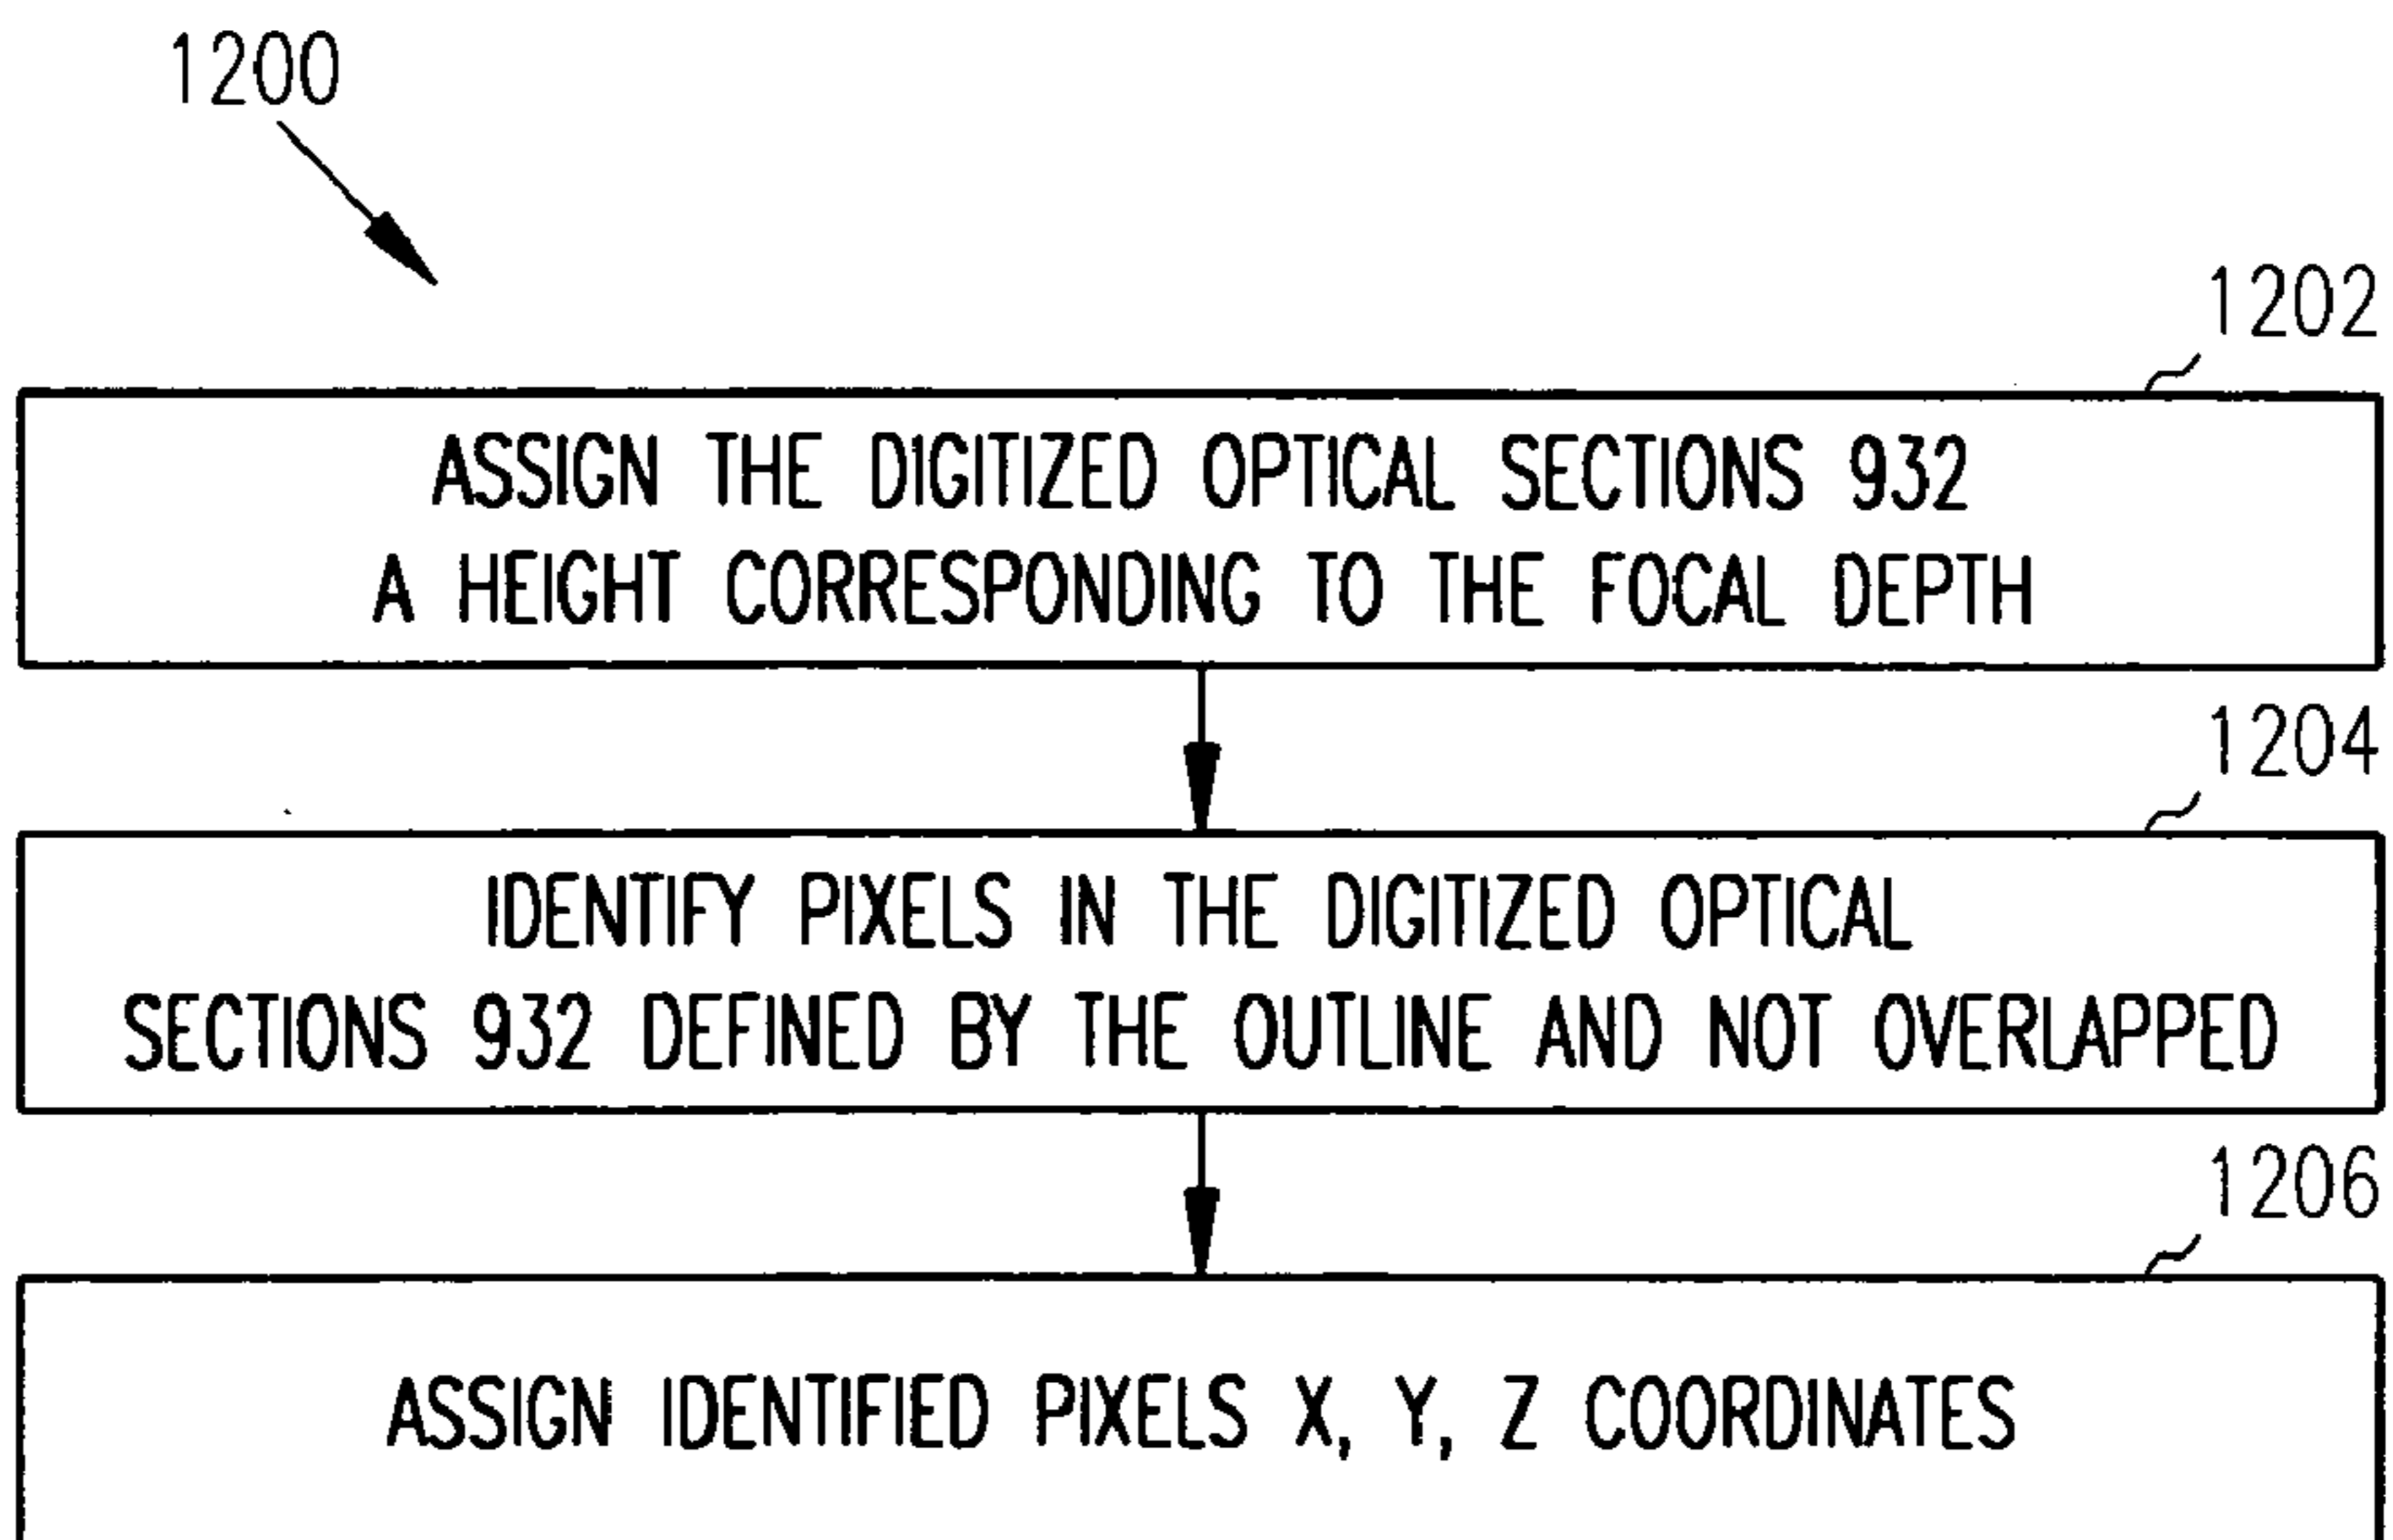 1200
1202
ASSIGN THE DIGITIZED OPTICAL SECTIONS 932
A HEIGHT CORRESPONDING TO THE FOCAL DEPTH
1204
IDENTIFY PIXELS IN THE DIGITIZED OPTICAL
SECTIONS 932 DEFINED BY THE OUTLINE AND NOT OVERLAPPED
1206
ASSIGN IDENTIFIED PIXELS X, Y, Z COORDINATES